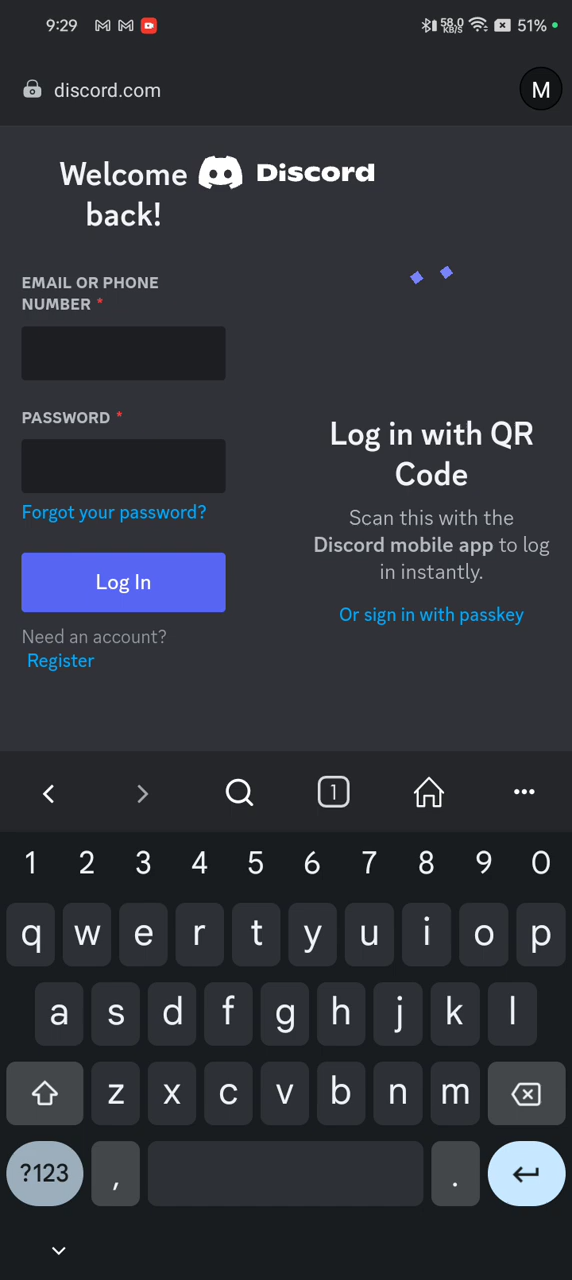 9:29
58.0
KB/S
51%
discord.com
M
Welcome
back!
Discord
EMAIL OR PHONE
NUMBER *
PASSWORD *
Forgot your password?
Log In
Need an account?
Register
Log in with QR
Code
Scan this with the
Discord mobile app to log
in instantly.
Or sign in with passkey
1
1 2 3 4 5 6 7 8 9 0
q w e r t y u i o p
a s d f g h j k l
z x c v b n m
?123 , .